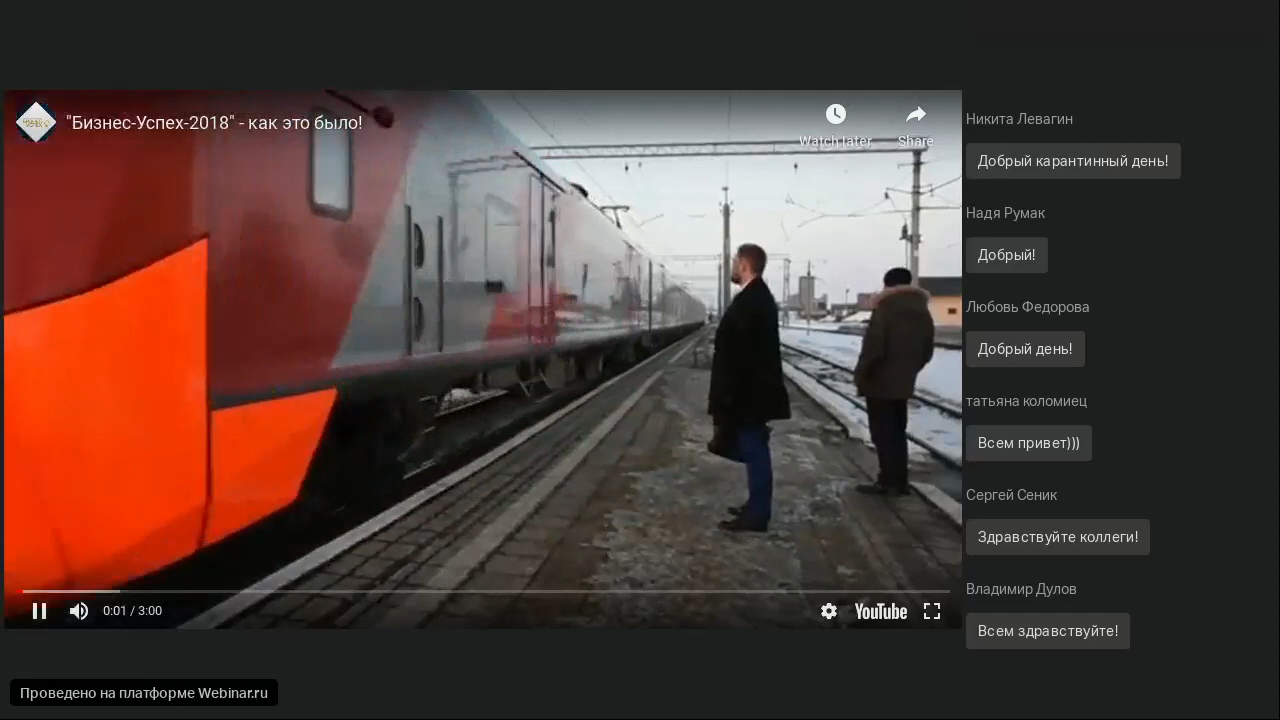 "Бизнес-Успех-2018" - как это было!
Watch later
Share
0:01 / 3:00
YouTube
Никита Левагин
Добрый карантинный день!
Надя Румак
Добрый!
Любовь Федорова
Добрый день!
татьяна коломиец
Всем привет)))
Сергей Сеник
Здравствуйте коллеги!
Владимир Дулов
Всем здравствуйте!
Проведено на платформе Webinar.ru